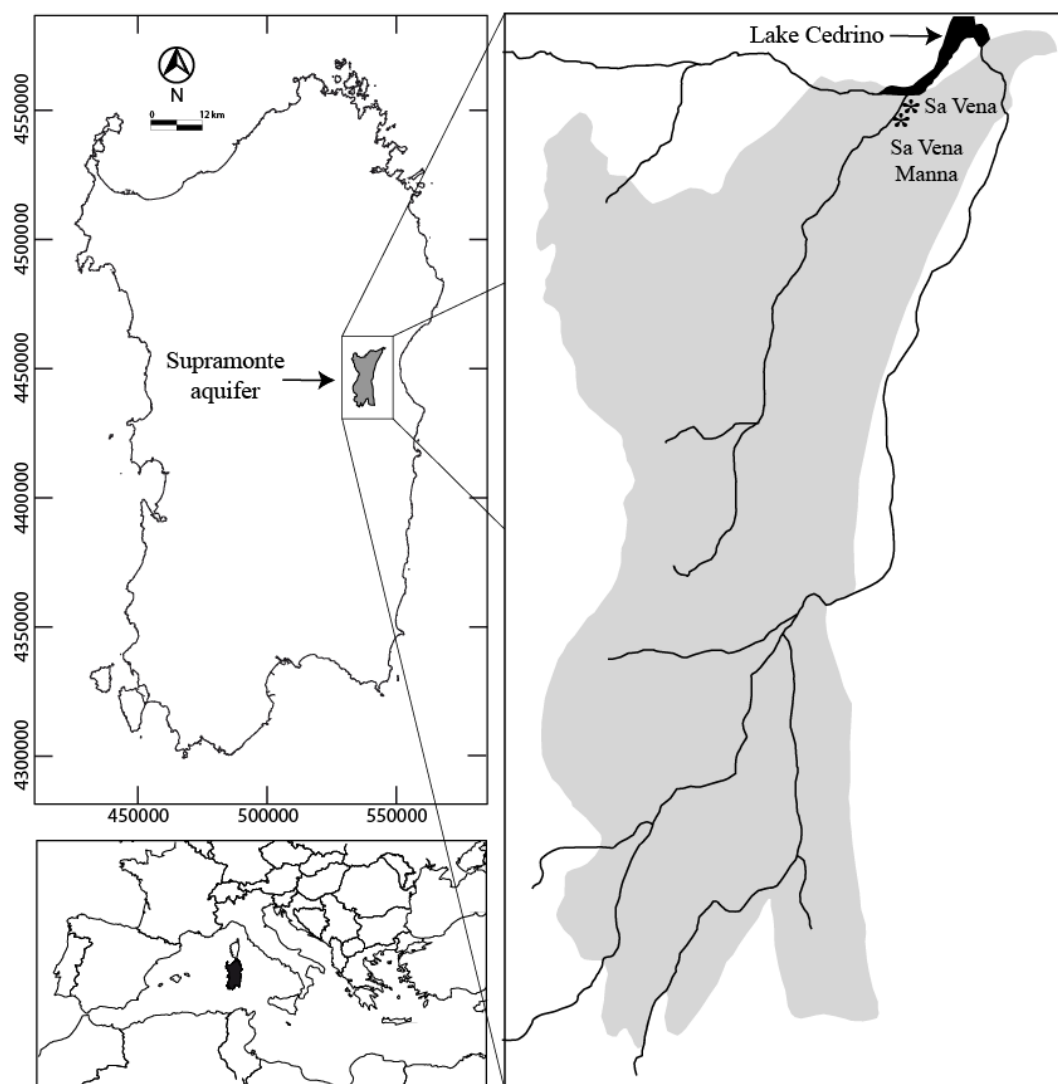 N
0
12 km
4550000
4500000
4450000
4400000
4350000
4300000
450000
500000
550000
Supramonte
aquifer
Lake Cedrino
* Sa Vena
*
Sa Vena
Manna